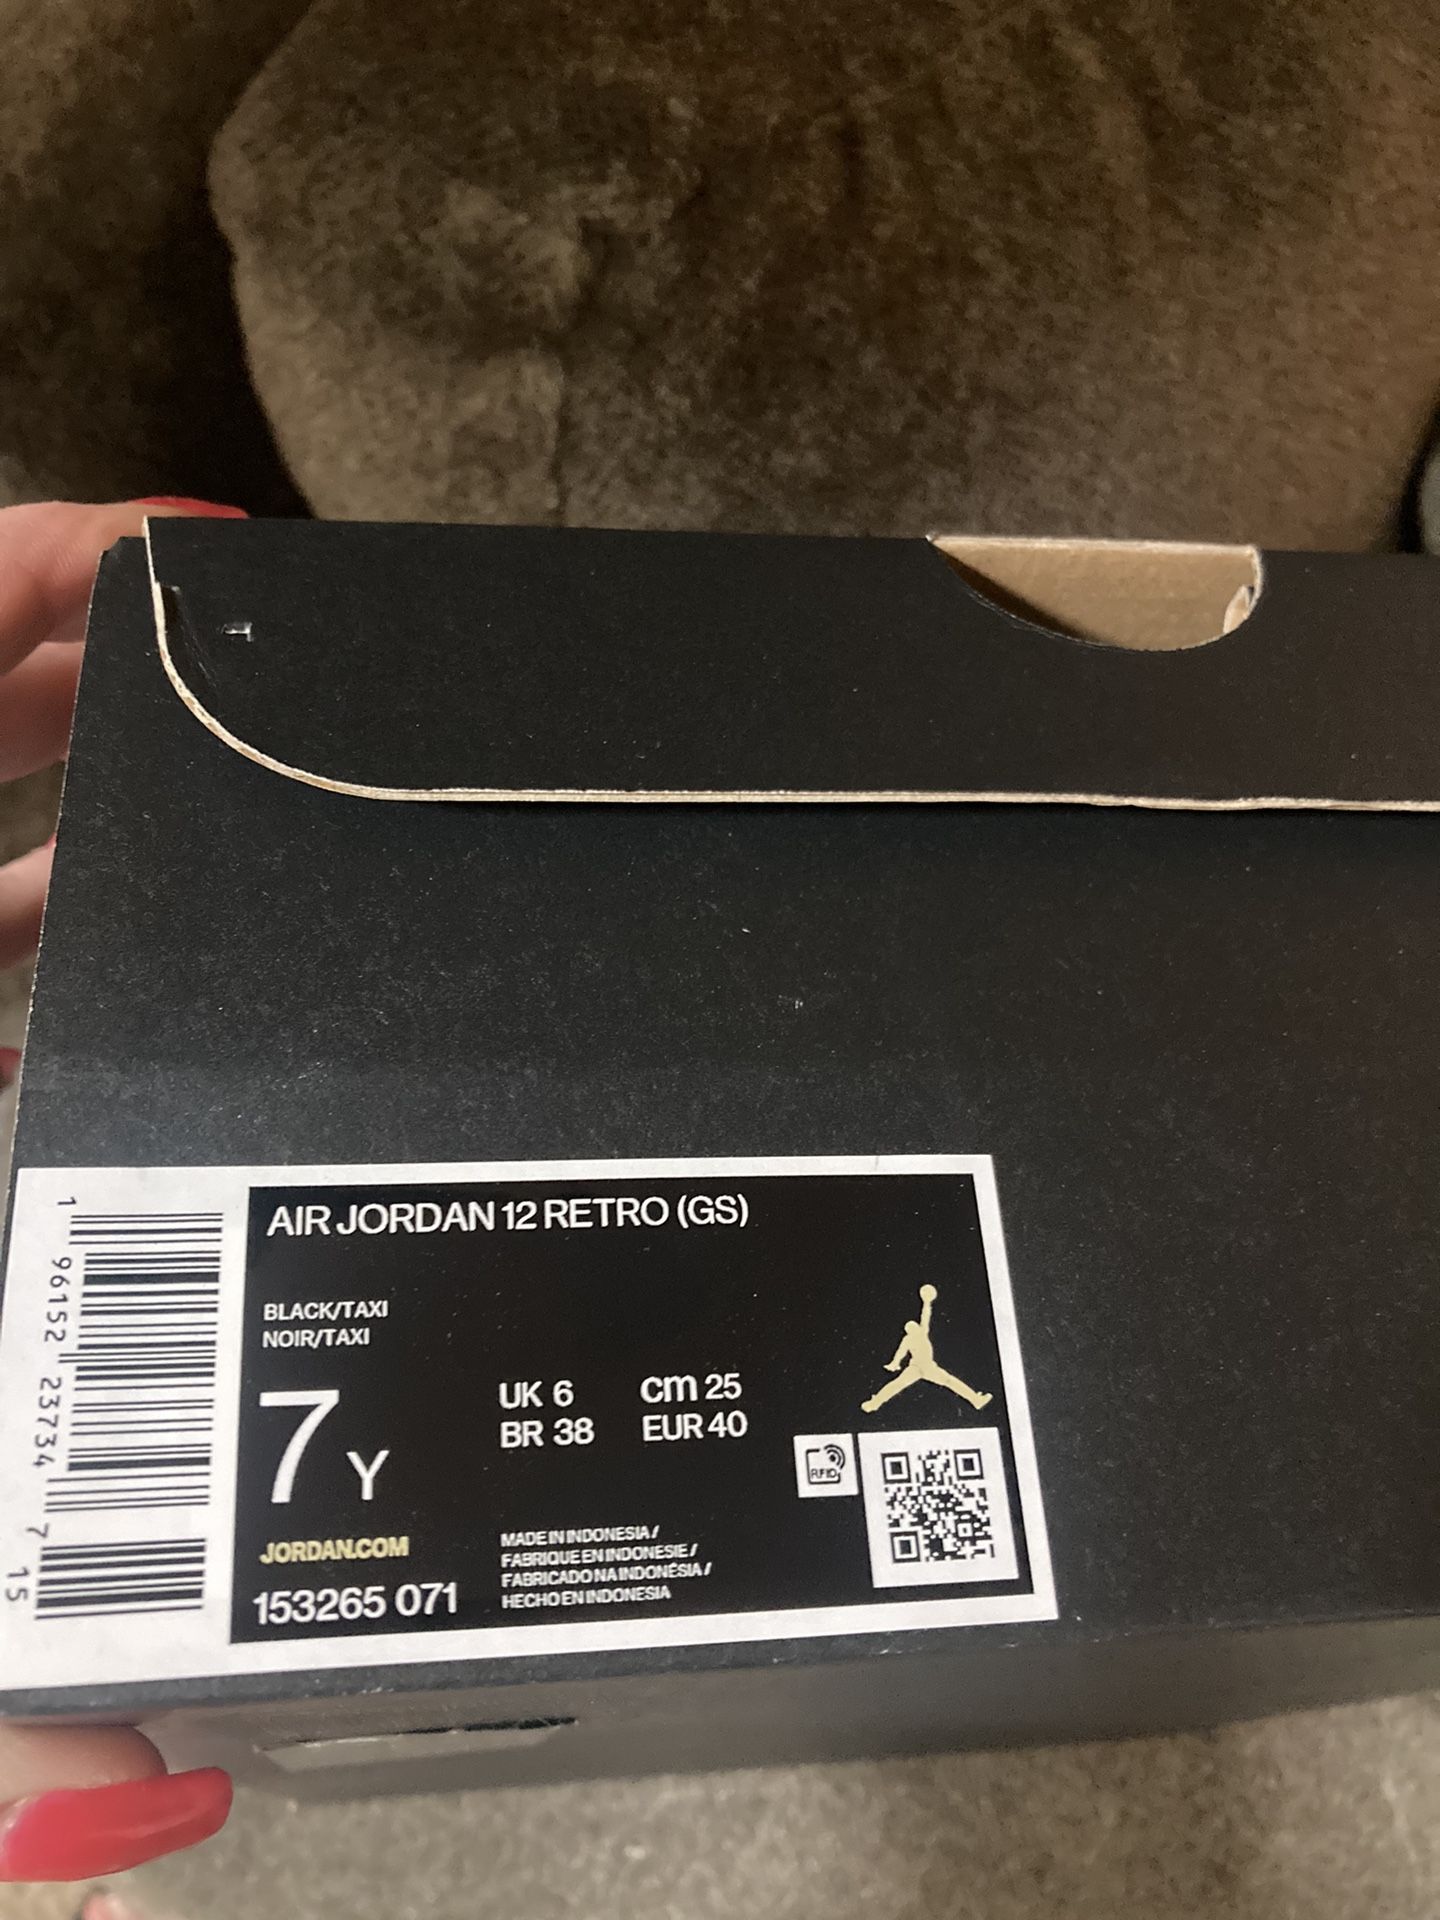 AIR JORDAN 12 RETRO (GS)
BLACK/TAXI
NOIR/TAXI
7 Y
UK 6 cm 25
BR 38 EUR 40
RFID
JORDAN.COM
153265 071
MADE IN INDONESIA /
FABRIQUE EN INDONESIE /
FABRICADO NA INDONÉSIA /
HECHO EN INDONESIA
1 96152 23734 7 15